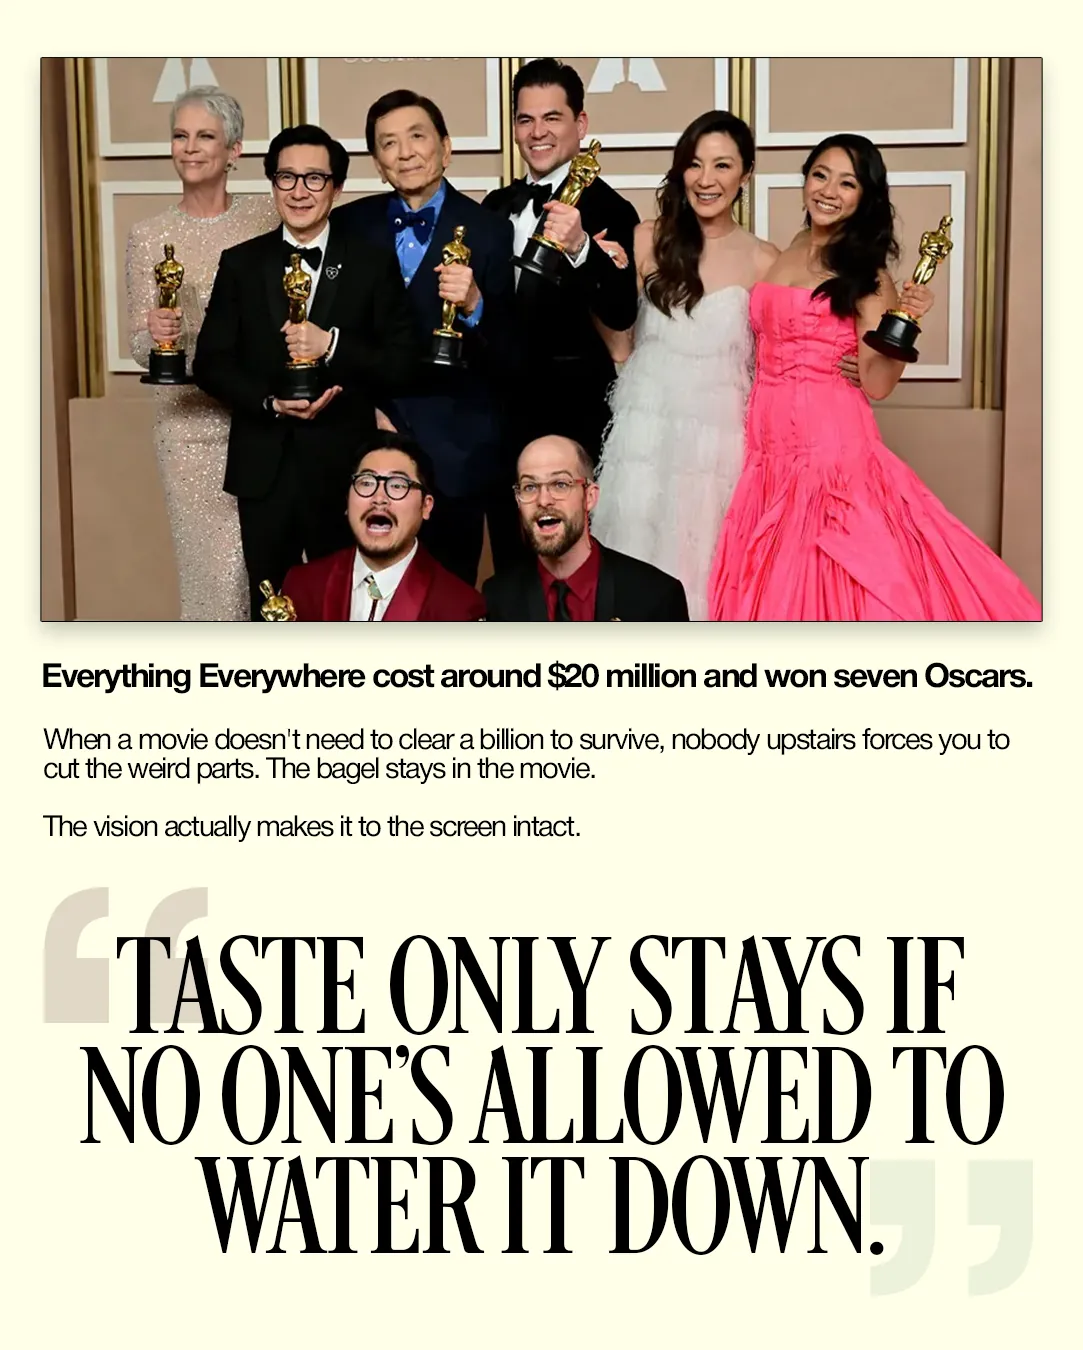 Everything Everywhere cost around $20 million and won seven Oscars.
When a movie doesn't need to clear a billion to survive, nobody upstairs forces you to
cut the weird parts. The bagel stays in the movie.
The vision actually makes it to the screen intact.
“TASTE ONLY STAYS IF
NO ONE’S ALLOWED TO
WATER IT DOWN.”